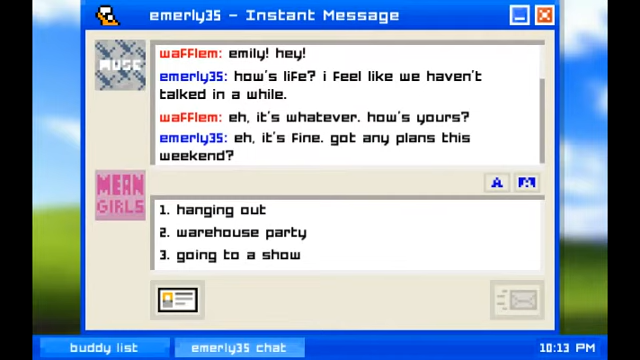 emerly35 - Instant Message
MUSE
wafflem: emily! hey!
emerly35: how's life? i feel like we haven't
talked in a while.
wafflem: eh, it's whatever. how's yours?
emerly35: eh, it's fine. got any plans this
weekend?
A A
MEAN
GIRLS
1. hanging out
2. warehouse party
3. going to a show
buddy list
emerly35 chat
10:13 PM